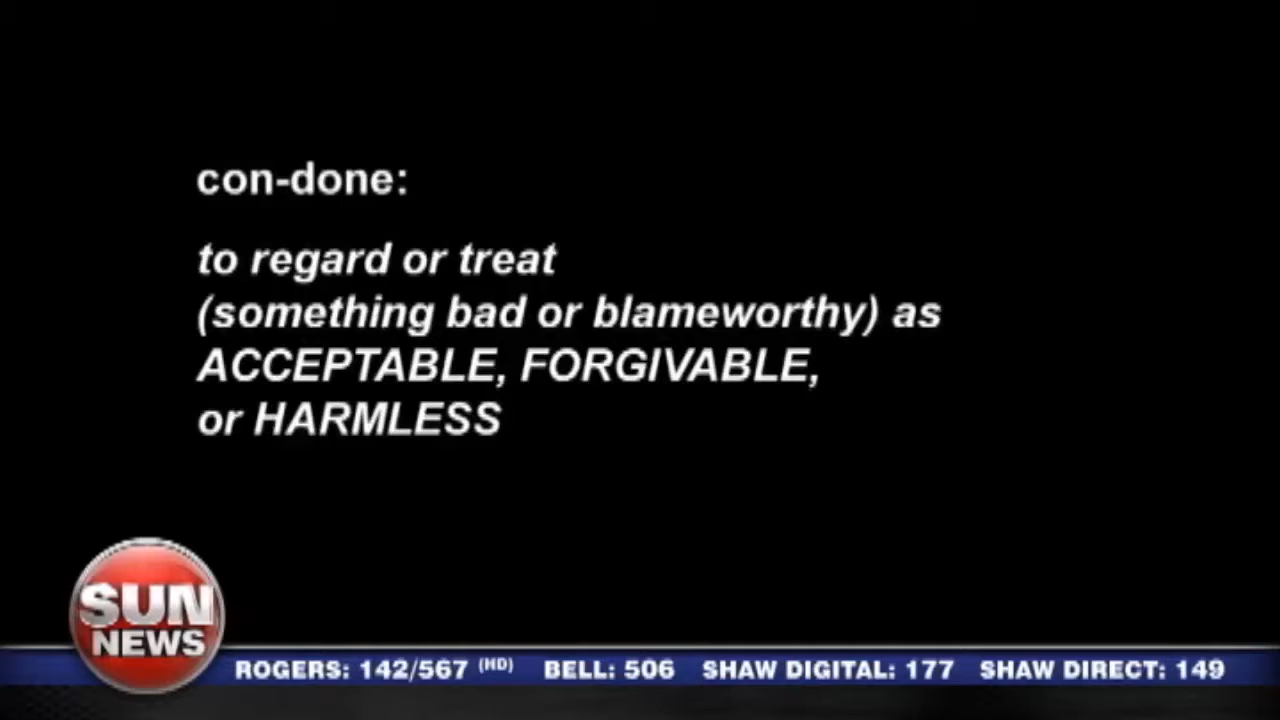 con-done:
to regard or treat
(something bad or blameworthy) as
ACCEPTABLE, FORGIVABLE,
or HARMLESS
SUN
NEWS
ROGERS: 142/567 (HD) BELL: 506 SHAW DIGITAL: 177 SHAW DIRECT: 149